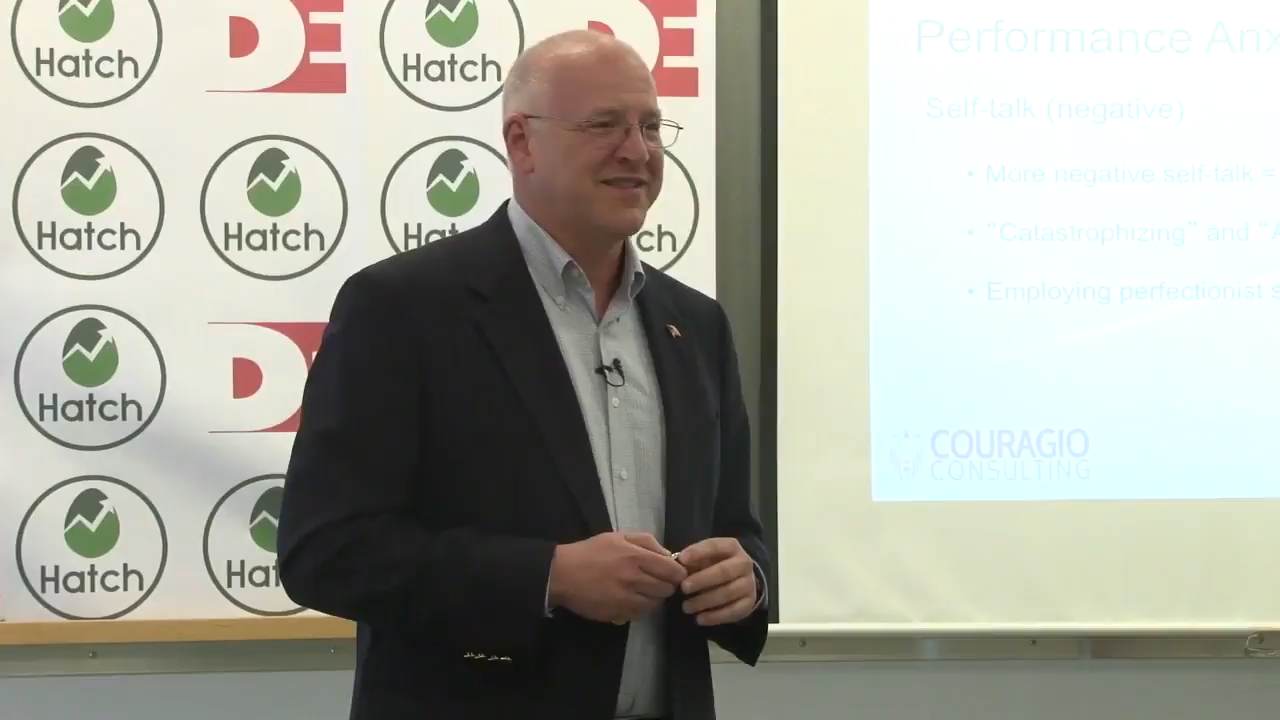 Hatch
DE
Hatch
DE
Hatch
Hatch
Hatch
Hatch
Hatch
Hatch
Performance Anx
Self-talk (negative)
• More negative self-talk =
• "Catastrophizing" and "A
• Employing perfectionist s
COURAGIO
CONSULTING